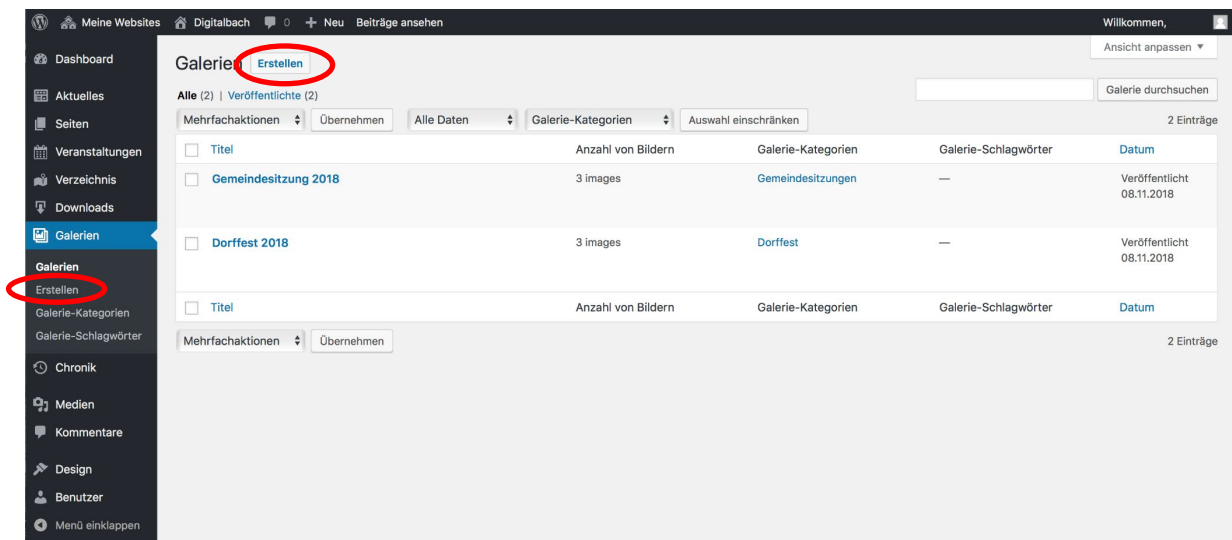 Meine Websites Digitalbach 0 Neu Beiträge ansehen Willkommen,
Dashboard
Aktuelles
Seiten
Veranstaltungen
Verzeichnis
Downloads
Galerien
Galerien
Erstellen
Galerie-Kategorien
Galerie-Schlagwörter
Chronik
Medien
Kommentare
Design
Benutzer
Menü einklappen
Ansicht anpassen
Galerien Erstellen
Alle (2) | Veröffentlichte (2)
Galerie durchsuchen
Mehrfachaktionen Übernehmen Alle Daten Galerie-Kategorien Auswahl einschränken 2 Einträge
Titel Anzahl von Bildern Galerie-Kategorien Galerie-Schlagwörter Datum
Gemeindesitzung 2018 3 images Gemeindesitzungen — Veröffentlicht
08.11.2018
Dorffest 2018 3 images Dorffest — Veröffentlicht
08.11.2018
Titel Anzahl von Bildern Galerie-Kategorien Galerie-Schlagwörter Datum
Mehrfachaktionen Übernehmen 2 Einträge